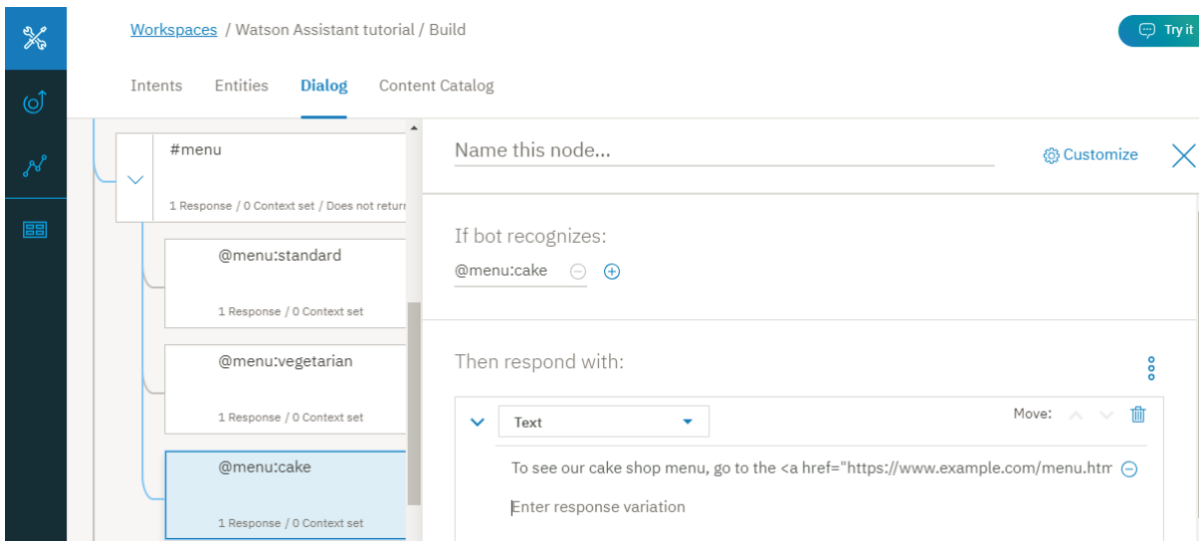 Workspaces / Watson Assistant tutorial / Build
Try it
Intents Entities Dialog Content Catalog
#menu
1 Response / 0 Context set / Does not return
@menu:standard
1 Response / 0 Context set
@menu:vegetarian
1 Response / 0 Context set
@menu:cake
1 Response / 0 Context set
Name this node...
Customize
If bot recognizes:
@menu:cake
Then respond with:
Text
Move:
To see our cake shop menu, go to the <a href="https://www.example.com/menu.htm
Enter response variation